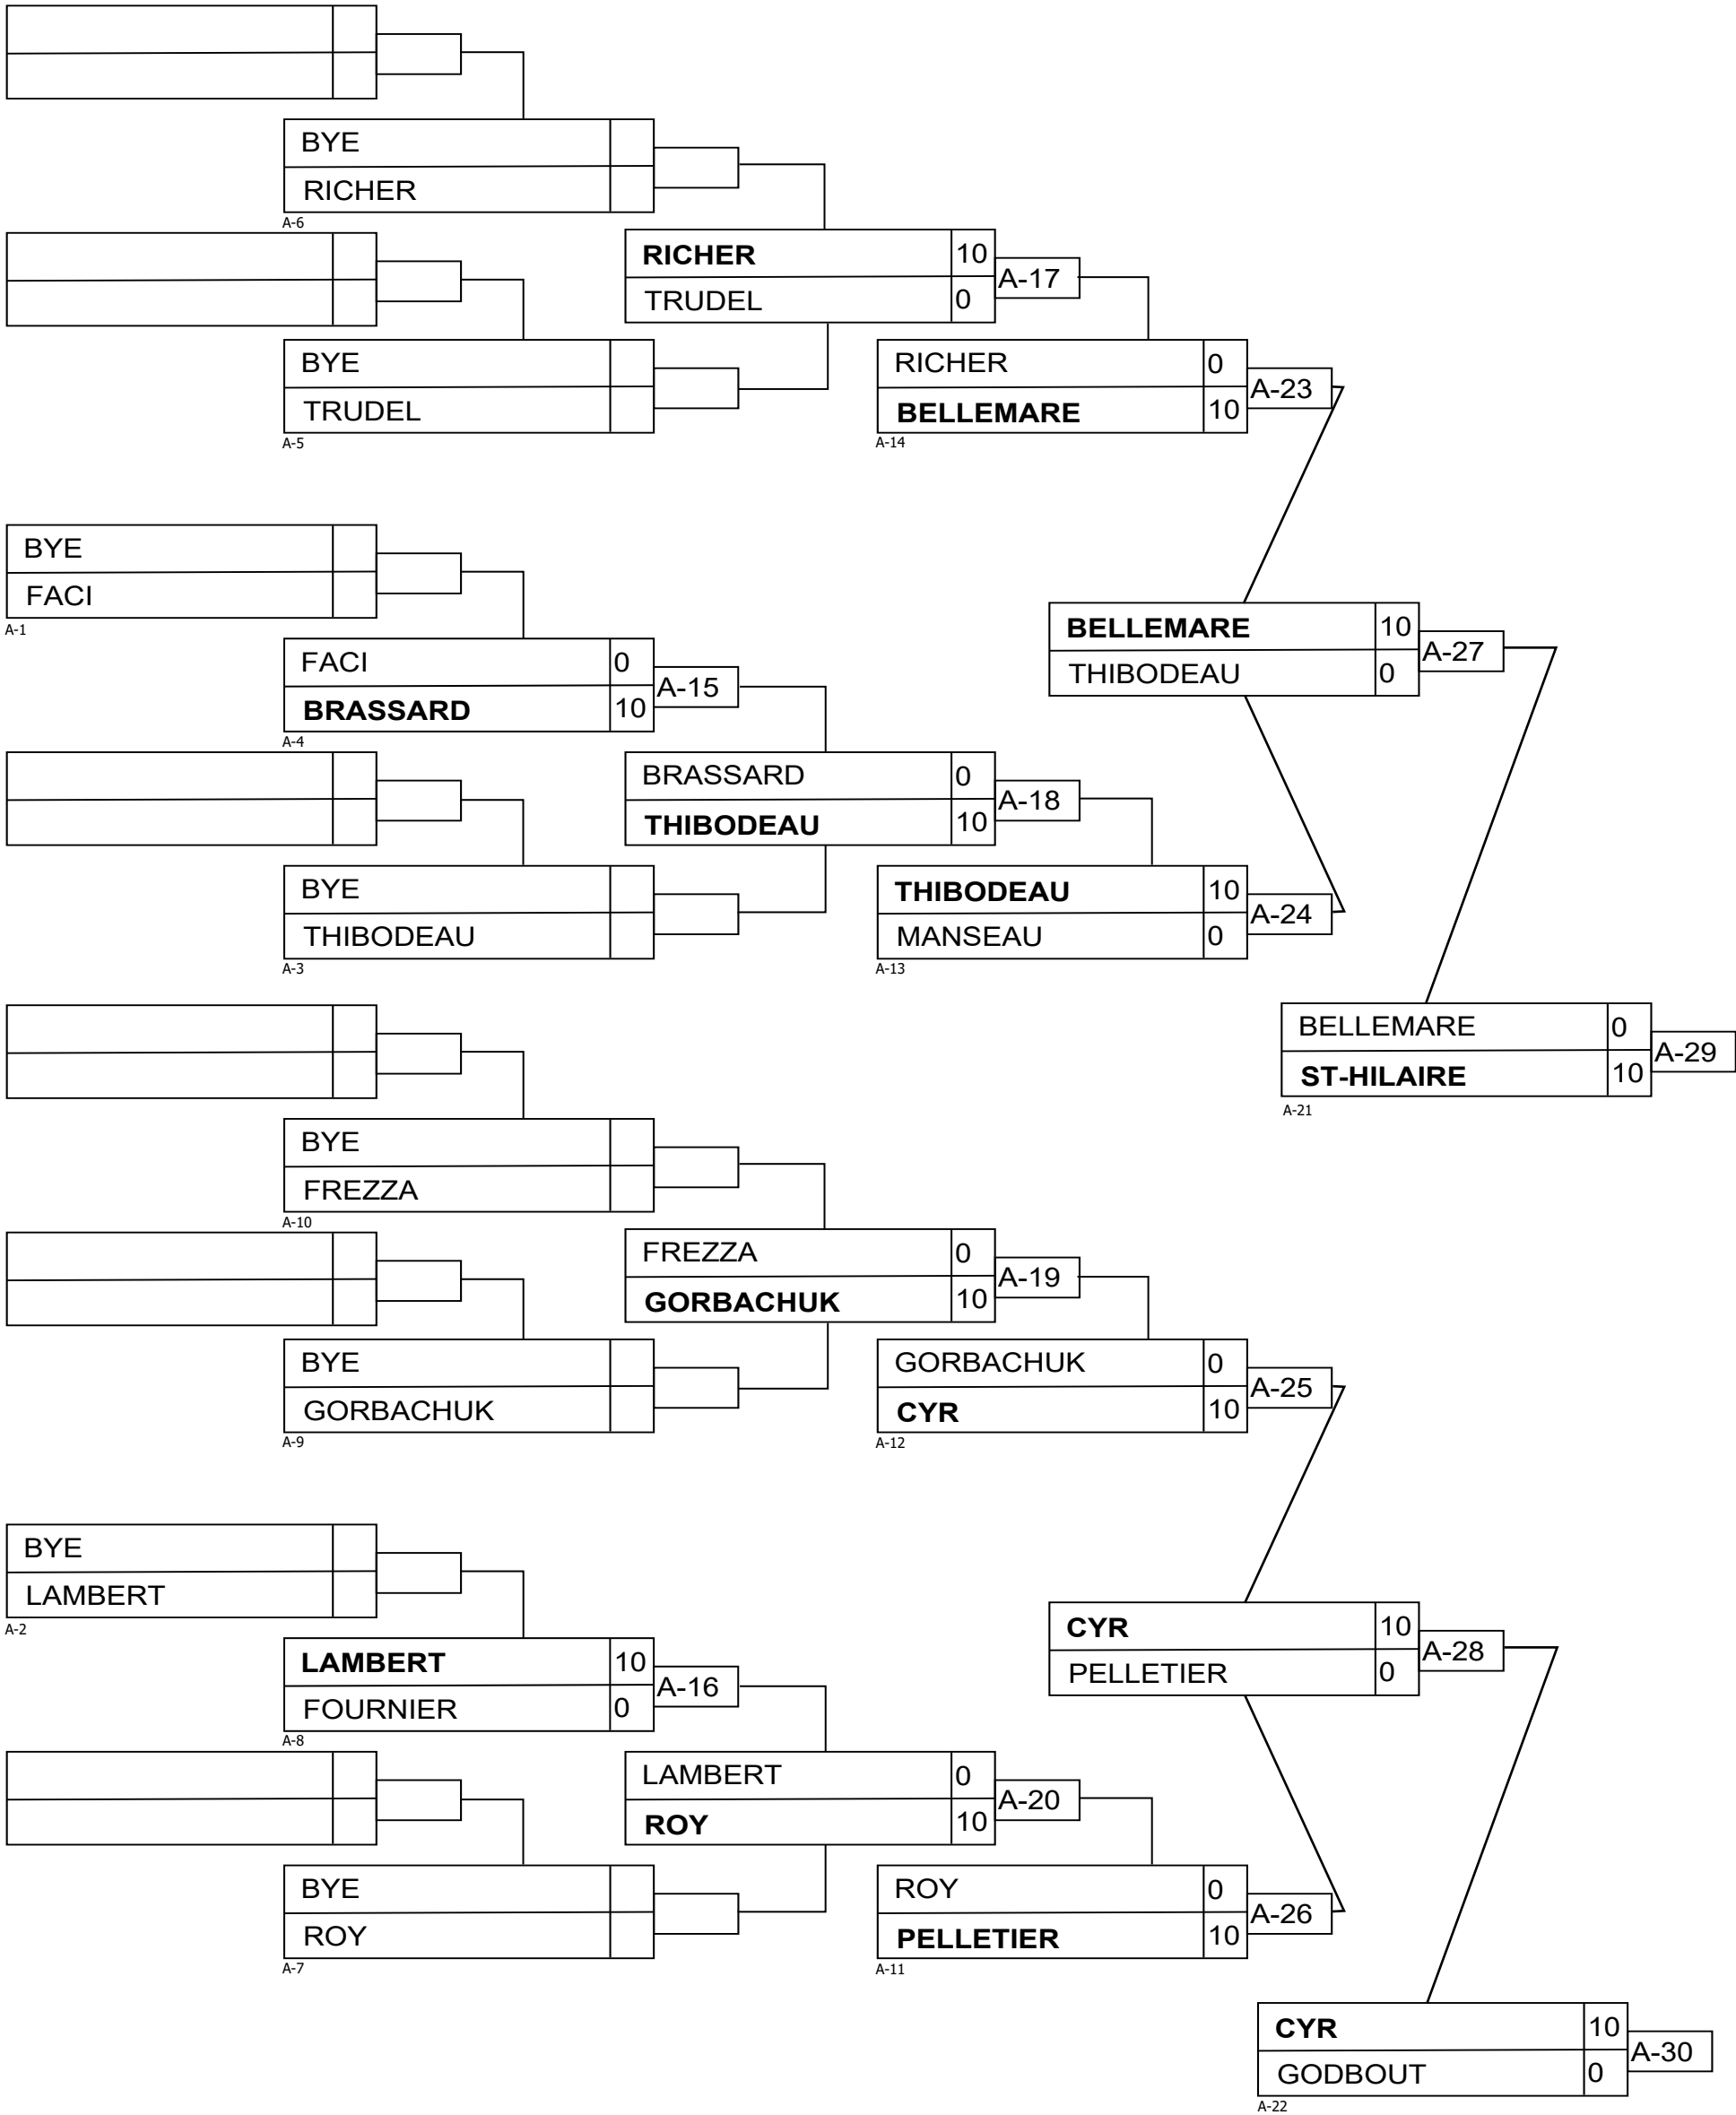 BYE
RICHER
A-6
RICHER 10
TRUDEL 0
A-17
BYE
TRUDEL
A-5
RICHER 0
BELLEMARE 10
A-23
A-14
BYE
FACI
A-1
BELLEMARE 10
THIBODEAU 0
A-27
FACI 0
BRASSARD 10
A-15
A-4
BRASSARD 0
THIBODEAU 10
A-18
BYE
THIBODEAU
A-3
THIBODEAU 10
MANSEAU 0
A-24
A-13
BELLEMARE 0
ST-HILAIRE 10
A-29
A-21
BYE
FREZZA
A-10
FREZZA 0
GORBACHUK 10
A-19
BYE
GORBACHUK
A-9
GORBACHUK 0
CYR 10
A-25
A-12
BYE
LAMBERT
A-2
CYR 10
PELLETIER 0
A-28
LAMBERT 10
FOURNIER 0
A-16
A-8
LAMBERT 0
ROY 10
A-20
BYE
ROY
A-7
ROY 0
PELLETIER 10
A-26
A-11
CYR 10
GODBOUT 0
A-30
A-22